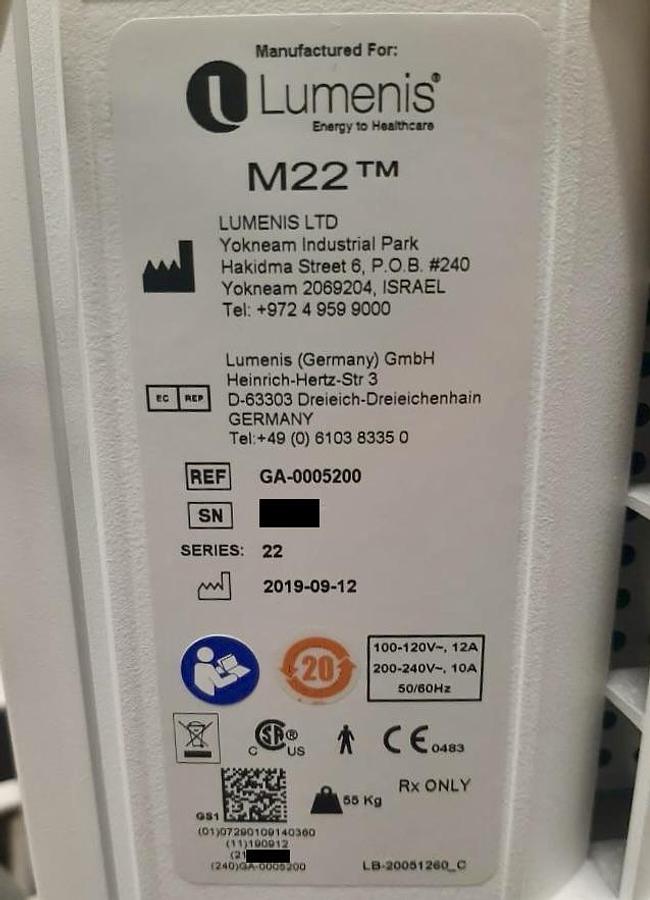 Manufactured For:
Lumenis®
Energy to Healthcare
M22™
LUMENIS LTD
Yokneam Industrial Park
Hakidma Street 6, P.O.B. #240
Yokneam 2069204, ISRAEL
Tel: +972 4 959 9000
EC REP
Lumenis (Germany) GmbH
Heinrich-Hertz-Str 3
D-63303 Dreieich-Dreieichenhain
GERMANY
Tel:+49 (0) 6103 8335 0
REF GA-0005200
SN
SERIES: 22
2019-09-12
20
100-120V~, 12A
200-240V~, 10A
50/60Hz
C SA® US
CE 0483
GS1
55 Kg
Rx ONLY
(01)07290109140360
(11)190912
(21
(240)GA-0005200
LB-20051260_C